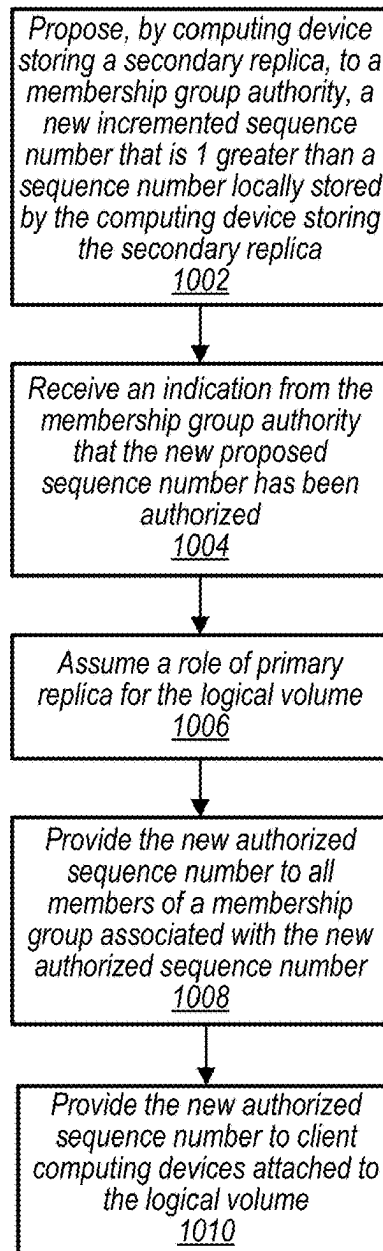 Propose, by computing device
storing a secondary replica, to
a membership group authority, a
new incremented sequence
number that is 1 greater than a
sequence number locally stored
by the computing device storing
the secondary replica
1002
Receive an indication from the
membership group authority
that the new proposed
sequence number has been
authorized
1004
Assume a role of primary
replica for the logical volume
1006
Provide the new authorized
sequence number to all
members of a membership
group associated with the new
authorized sequence number
1008
Provide the new authorized
sequence number to client
computing devices attached to
the logical volume
1010